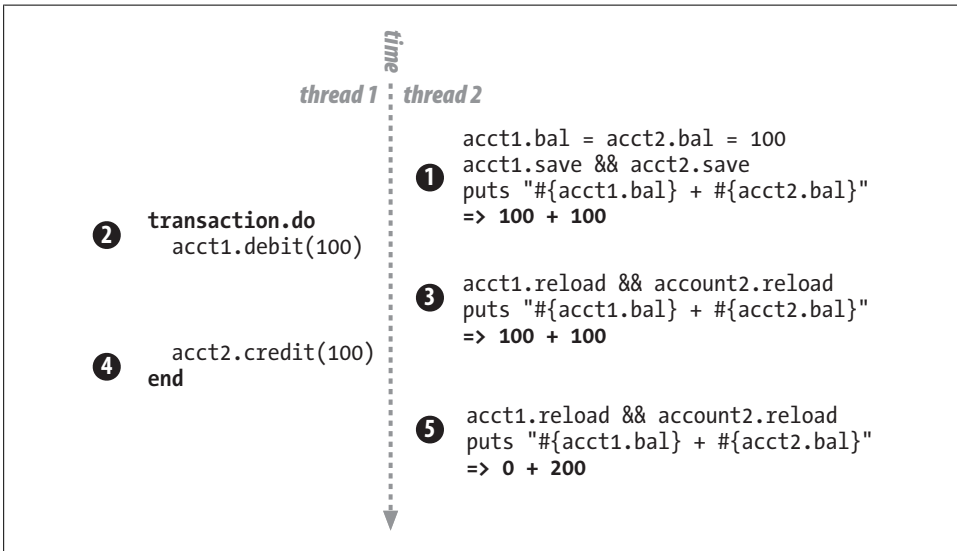 time
thread 1 thread 2
acct1.bal = acct2.bal = 100
1 acct1.save && acct2.save
puts "#{acct1.bal} + #{acct2.bal}"
=> 100 + 100
2 transaction.do
acct1.debit(100)
3 acct1.reload && account2.reload
puts "#{acct1.bal} + #{acct2.bal}"
=> 100 + 100
4 acct2.credit(100)
end
5 acct1.reload && account2.reload
puts "#{acct1.bal} + #{acct2.bal}"
=> 0 + 200